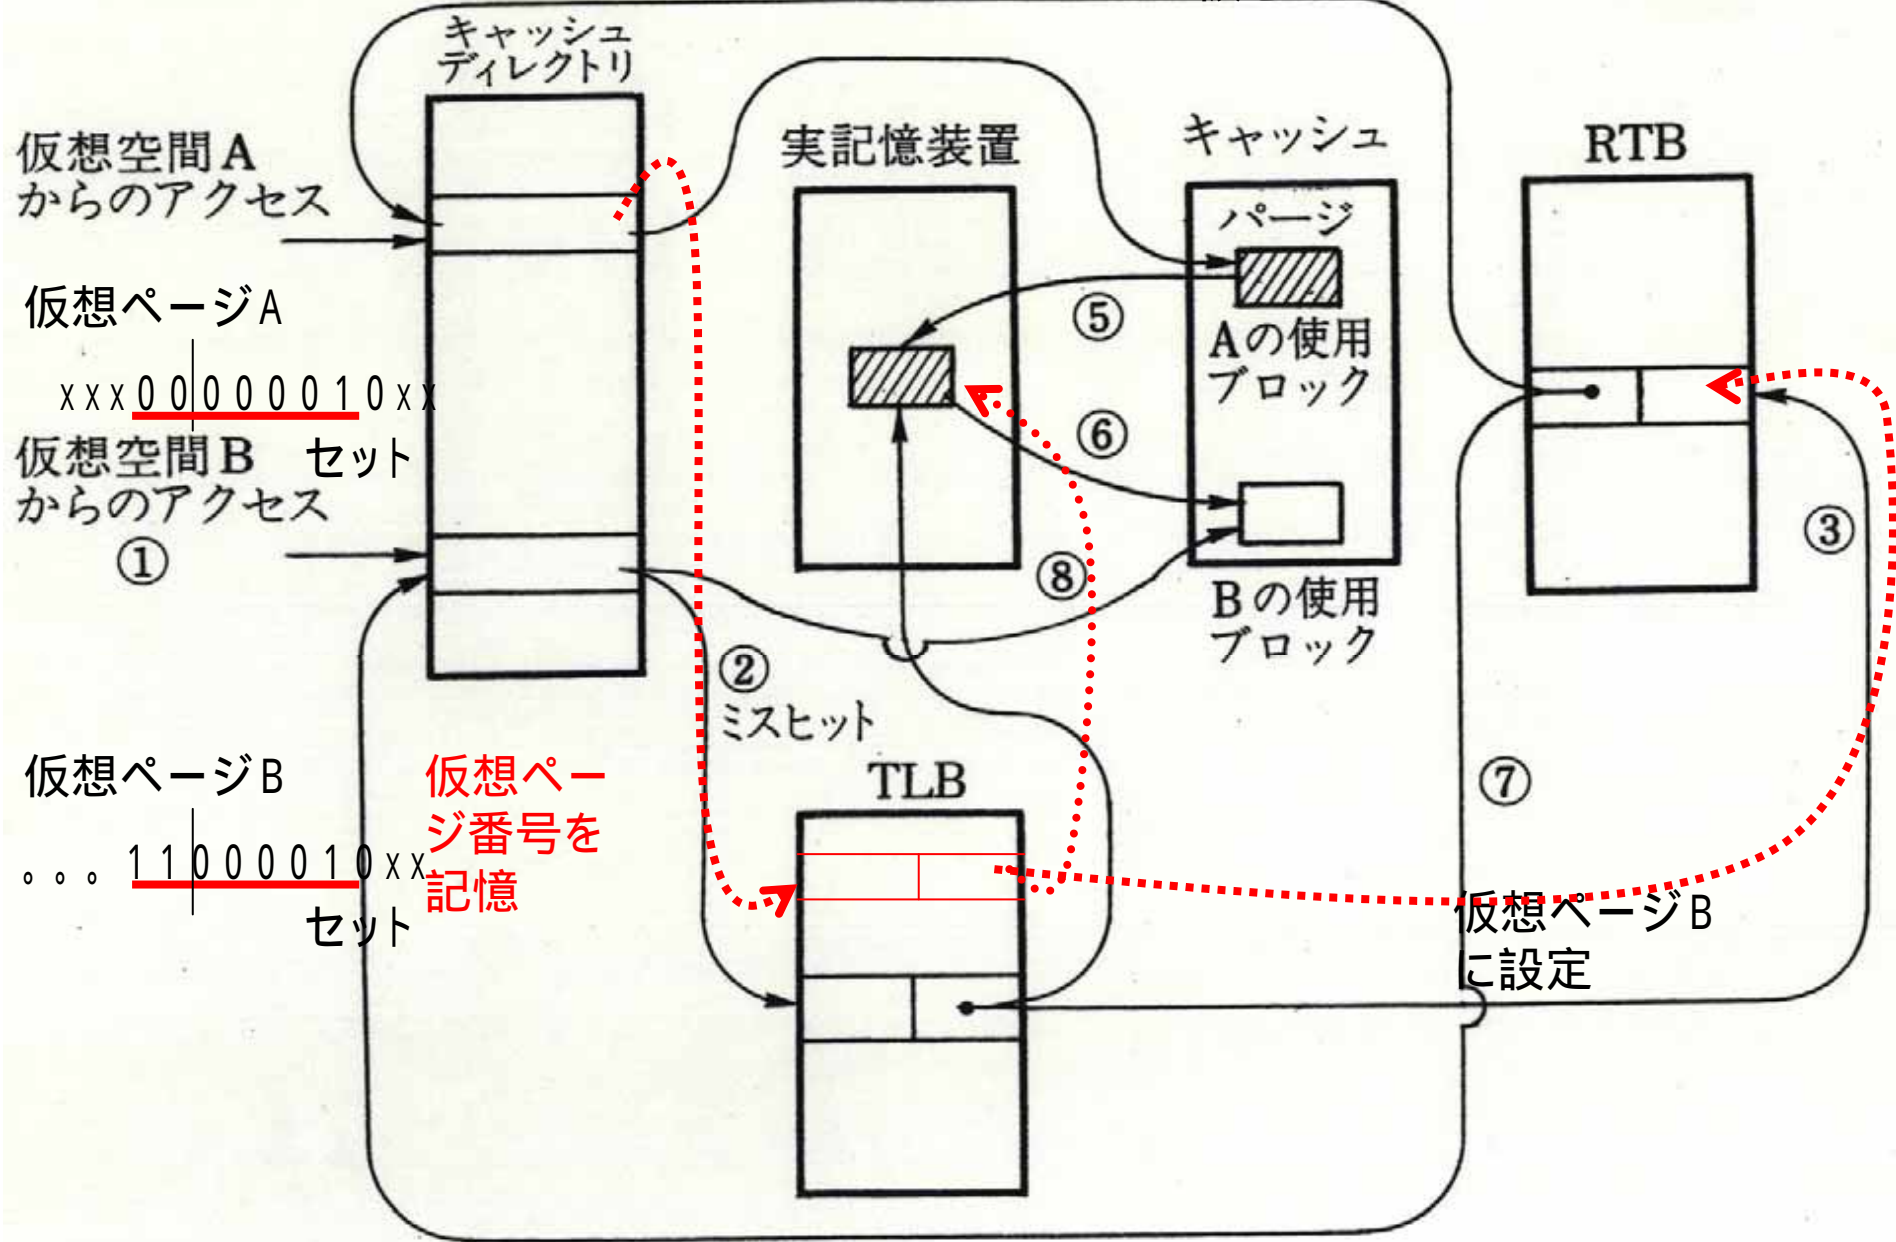 キャッシュ
ディレクトリ
仮想空間A
からのアクセス
実記憶装置
キャッシュ
RTB
パージ
仮想ページA
⑤
Aの使用
ブロック
xxx00000010xx
⑥
仮想空間B
セット
からのアクセス
①
③
⑧
Bの使用
ブロック
②
ミスヒット
仮想ページB
仮想ペー
ジ番号を
記憶
TLB
⑦
。。。11000010xx
セット
仮想ページB
に設定